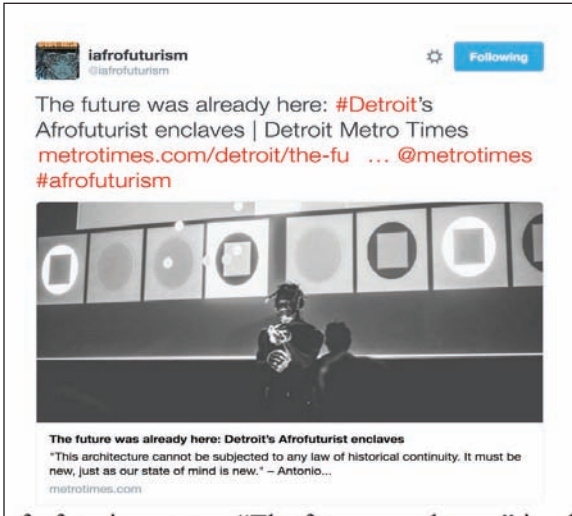 iafrofuturism
@iafrofuturism
Following
The future was already here: #Detroit's
Afrofuturist enclaves | Detroit Metro Times
metrotimes.com/detroit/the-fu … @metrotimes
#afrofuturism
The future was already here: Detroit's Afrofuturist enclaves
"This architecture cannot be subjected to any law of historical continuity. It must be
new, just as our state of mind is new." – Antonio...
metrotimes.com